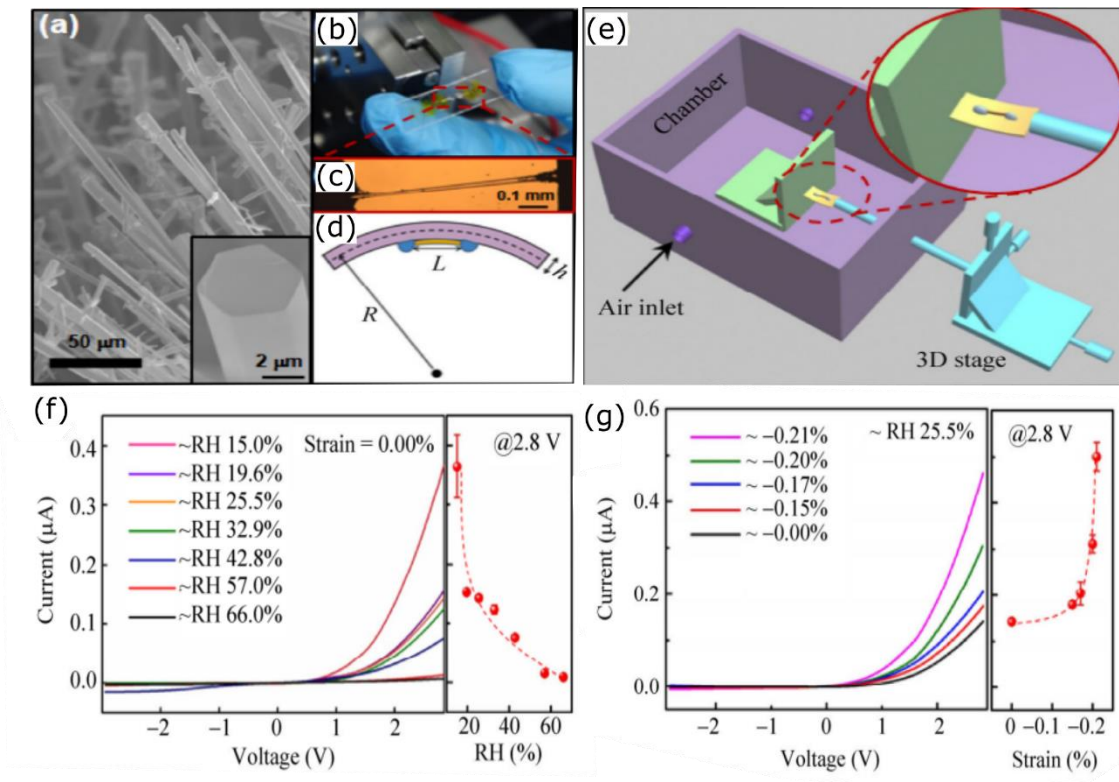 (a)
50 μm
2 μm
(b)
(c)
0.1 mm
(d)
L
h
R
(e)
Chamber
Air inlet
3D stage
(f)
~RH 15.0%
~RH 19.6%
~RH 25.5%
~RH 32.9%
~RH 42.8%
~RH 57.0%
~RH 66.0%
Strain = 0.00%
@2.8 V
Current (μA)
0.4
0.3
0.2
0.1
0.0
−2 −1 0 1 2
Voltage (V)
20 40 60
RH (%)
(g)
~ −0.21%
~ −0.20%
~ −0.17%
~ −0.15%
~ −0.00%
~ RH 25.5%
@2.8 V
Current (μA)
0.6
0.4
0.2
0.0
−2 −1 0 1 2
Voltage (V)
0 −0.1 −0.2
Strain (%)